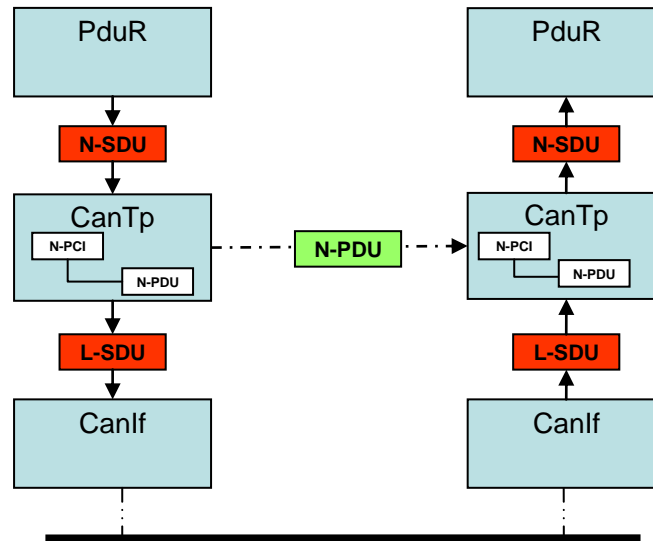 PduR
PduR
N-SDU
N-SDU
CanTp
CanTp
N-PCI
N-PDU
N-PDU
N-PCI
N-PDU
L-SDU
L-SDU
CanIf
CanIf